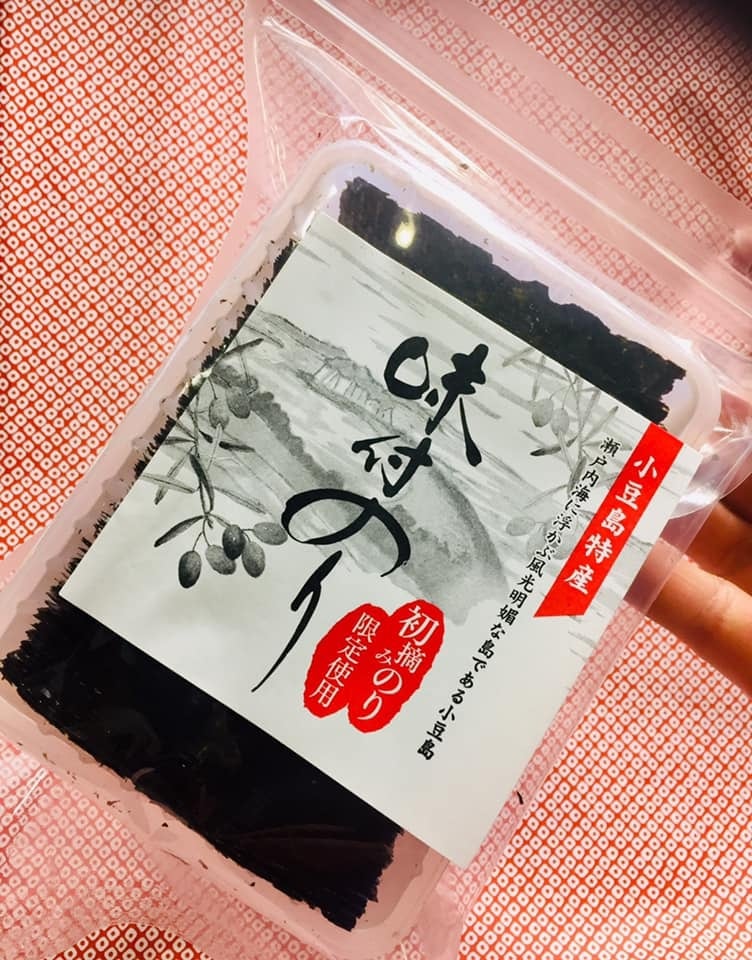 小豆島特産
瀬戸内海に浮かぶ風光明媚な島である小豆島
味付のり
初摘みのり
限定使用